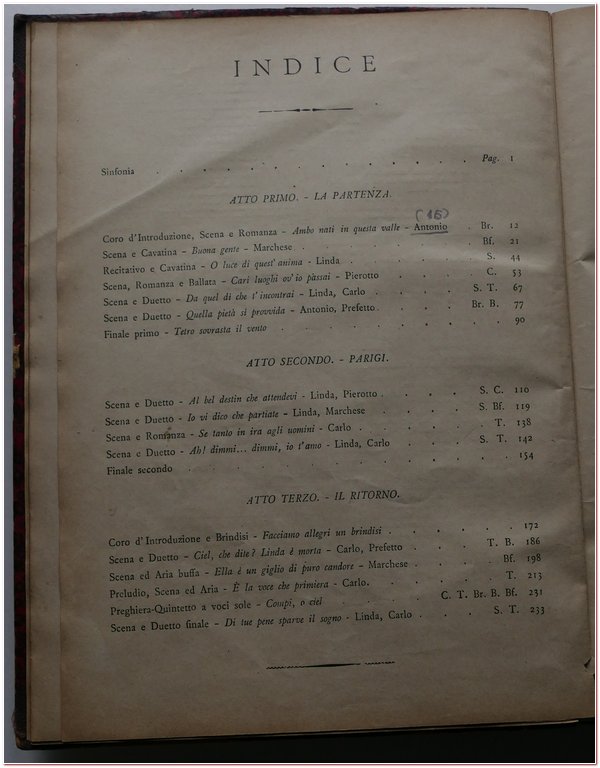 INDICE
Sinfonia . . . . . . . . . . . . . Pag. 1
ATTO PRIMO. - LA PARTENZA.
(16)
Coro d'Introduzione, Scena e Romanza - Ambo nati in questa valle - Antonio . Br. 12
Scena e Cavatina - Buona gente - Marchese . . . . . . Bf. 21
Recitativo e Cavatina - O luce di quest'anima - Linda . . . . . S. 44
Scena, Romanza e Ballata - Cari luoghi ov'io passai - Pierotto . . . . C. 53
Scena e Duetto - Da quel dì che t'incontrai - Linda, Carlo . . . . S. T. 67
Scena e Duetto - Quella pietà sì provvida - Antonio, Prefetto . . . . Br. B. 77
Finale primo - Tetro sovrasta il vento . . . . . . . . 90
ATTO SECONDO. - PARIGI.
Scena e Duetto - Al bel destin che attendevi - Linda, Pierotto . . . . S. C. 110
Scena e Duetto - Io vi dico che partiate - Linda, Marchese . . . . S. Bf. 119
Scena e Romanza - Se tanto in ira agli uomini - Carlo . . . . . T. 138
Scena e Duetto - Ah! dimmi... dimmi, io t'amo - Linda, Carlo . . . S. T. 142
Finale secondo . . . . . . . . . . . 154
ATTO TERZO. - IL RITORNO.
Coro d'Introduzione e Brindisi - Facciamo allegri un brindisi . . . . . 172
Scena e Duetto - Ciel, che dite? Linda è morta - Carlo, Prefetto . . . T. B. 186
Scena ed Aria buffa - Ella è un giglio di puro candore - Marchese . . . Bf. 198
Preludio, Scena ed Aria - È la voce che primiera - Carlo. . . . . T. 213
Preghiera-Quintetto a voci sole - Compi, o ciel . . . . C. T. Br. B. Bf. 231
Scena e Duetto finale - Di tue pene sparve il sogno - Linda, Carlo . . . S. T. 233